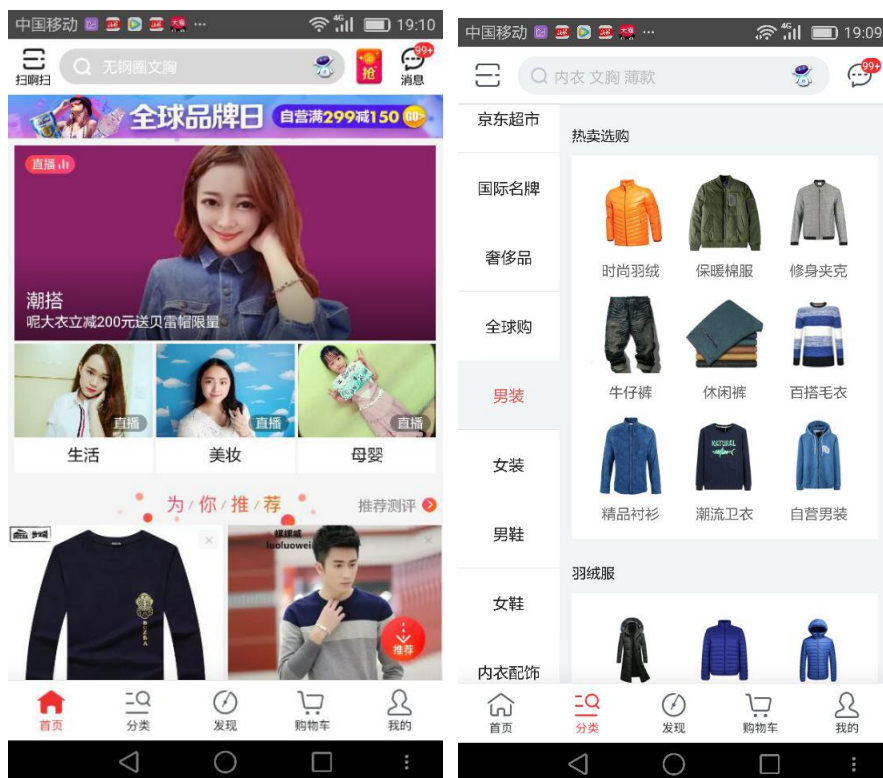 中国移动
4G
19:10
扫啊扫
无钢圈文胸
抢
99+
消息
全球品牌日
自营满299减150 GO>
直播
潮搭
呢大衣立减200元送贝雷帽限量
直播
直播
直播
生活
美妆
母婴
为/你/推/荐
推荐测评
luoluowei
BUZBA
推荐
首页
分类
发现
购物车
我的
中国移动
4G
19:09
内衣 文胸 薄款
99+
京东超市
国际名牌
奢侈品
全球购
男装
女装
男鞋
女鞋
内衣配饰
热卖选购
时尚羽绒
保暖棉服
修身夹克
牛仔裤
休闲裤
百搭毛衣
NATURAL
精品衬衫
潮流卫衣
自营男装
羽绒服
首页
分类
发现
购物车
我的